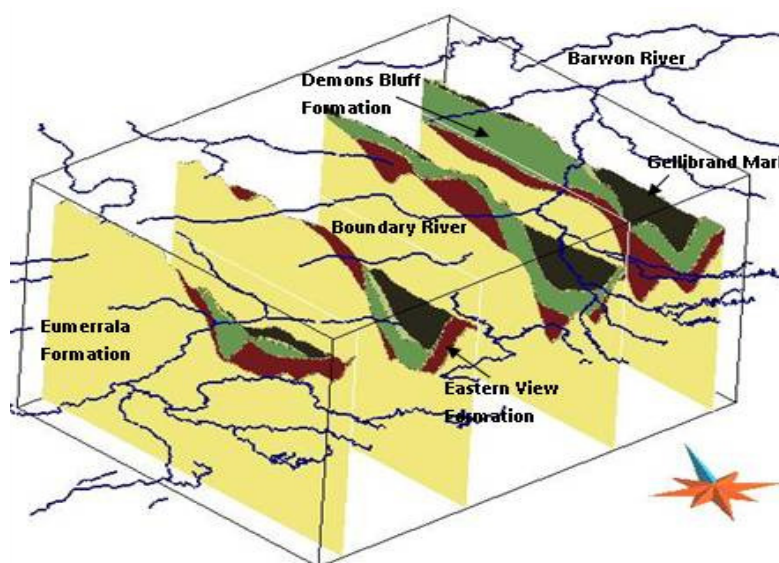 Barwon River
Demons Bluff
Formation
Gellibrand Marl
Boundary River
Eumerrala
Formation
Eastern View
Formation